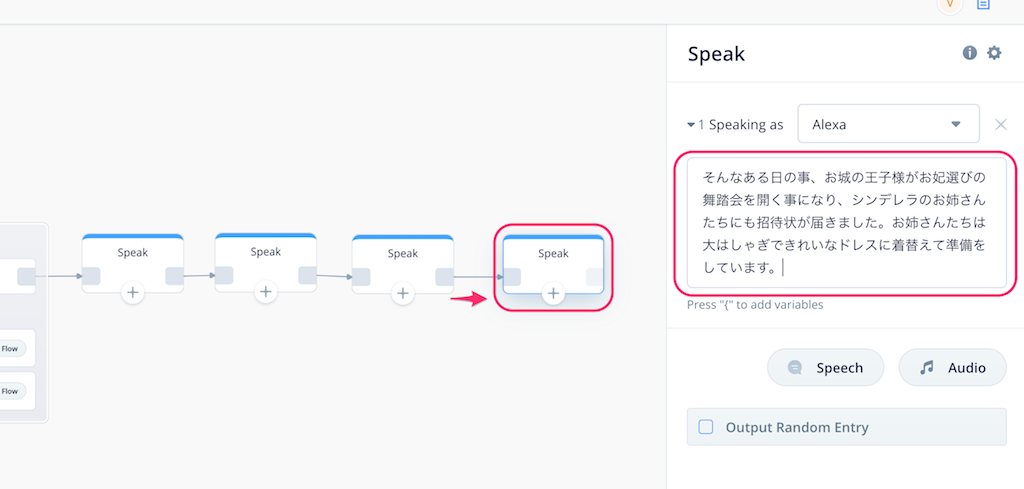 V
Speak
1 Speaking as
Alexa
そんなある日の事、お城の王子様がお妃選びの
舞踏会を開く事になり、シンデレラのお姉さん
たちにも招待状が届きました。お姉さんたちは
大はしゃぎできれいなドレスに着替えて準備を
しています。
Press "{" to add variables
Speech
Audio
Output Random Entry
Speak
Speak
Speak
Speak
Flow
Flow